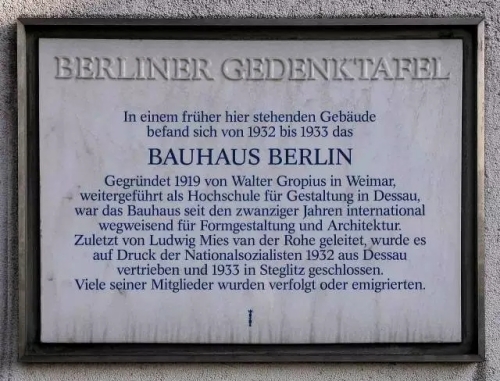 BERLINER GEDENKTAFEL
In einem früher hier stehenden Gebäude
befand sich von 1932 bis 1933 das
BAUHAUS BERLIN
Gegründet 1919 von Walter Gropius in Weimar,
weitergeführt als Hochschule für Gestaltung in Dessau,
war das Bauhaus seit den zwanziger Jahren international
wegweisend für Formgestaltung und Architektur.
Zuletzt von Ludwig Mies van der Rohe geleitet, wurde es
auf Druck der Nationalsozialisten 1932 aus Dessau
vertrieben und 1933 in Steglitz geschlossen.
Viele seiner Mitglieder wurden verfolgt oder emigrierten.